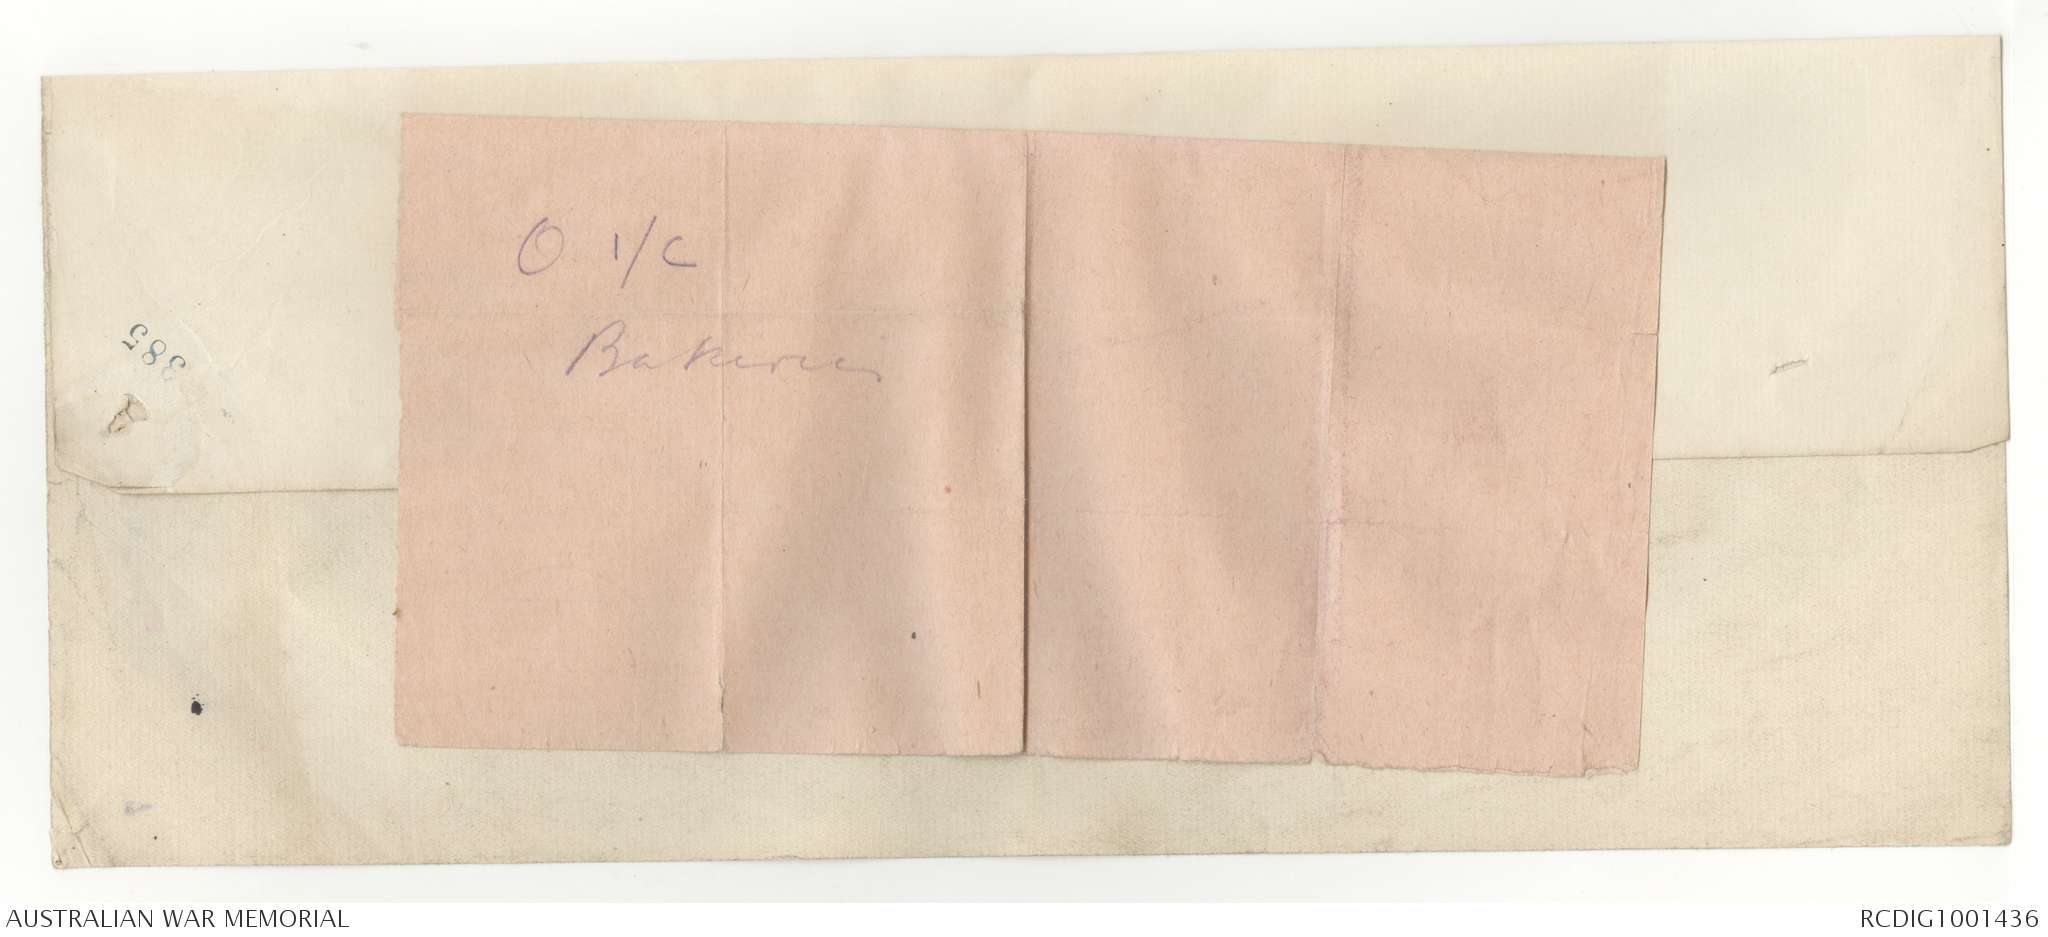 O I/C
Bakeries
385
AUSTRALIAN WAR MEMORIAL
RCDIG1001436